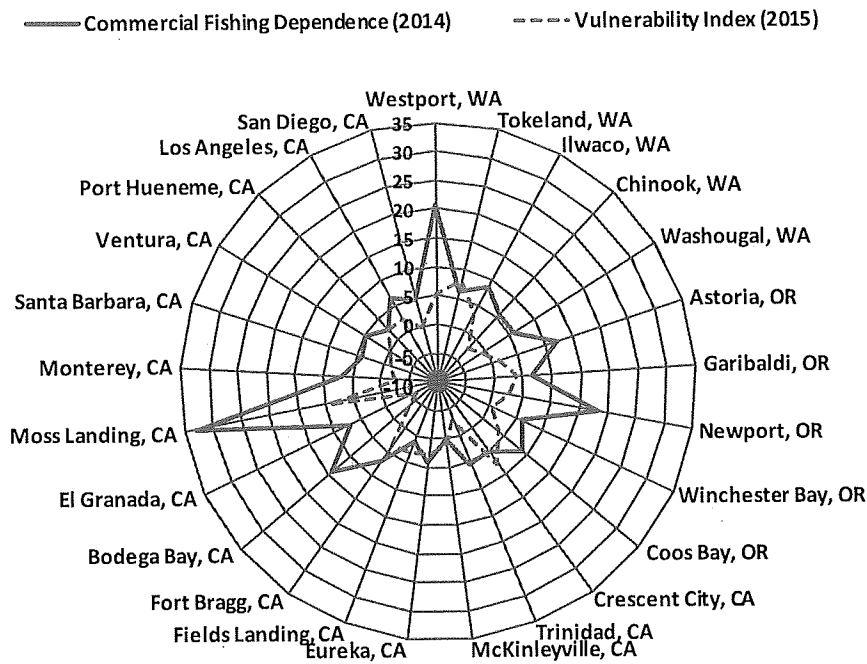 Commercial Fishing Dependence (2014)
Vulnerability Index (2015)
Westport, WA
Tokeland, WA
Ilwaco, WA
Chinook, WA
Washougal, WA
Astoria, OR
Garibaldi, OR
Newport, OR
Winchester Bay, OR
Coos Bay, OR
Crescent City, CA
Trinidad, CA
McKinleyville, CA
Eureka, CA
Fields Landing, CA
Fort Bragg, CA
Bodega Bay, CA
El Granada, CA
Moss Landing, CA
Monterey, CA
Santa Barbara, CA
Ventura, CA
Port Hueneme, CA
Los Angeles, CA
San Diego, CA
35
30
25
20
15
10
5
0
-5
-10